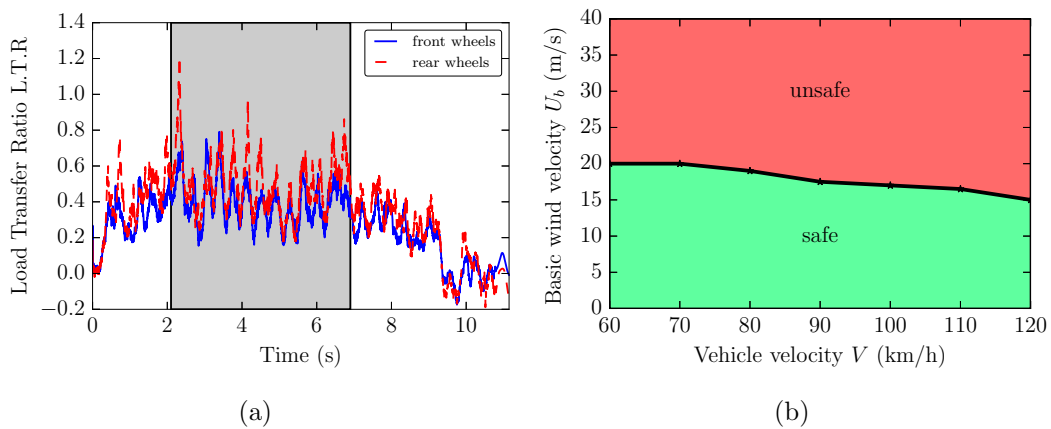 Load Transfer Ratio L.T.R
1.4
1.2
1.0
0.8
0.6
0.4
0.2
0.0
−0.2
0 2 4 6 8 10
Time (s)
front wheels
rear wheels
(a)
Basic wind velocity U_b (m/s)
40
35
30
25
20
15
10
5
0
60 70 80 90 100 110 120
Vehicle velocity V (km/h)
unsafe
safe
(b)